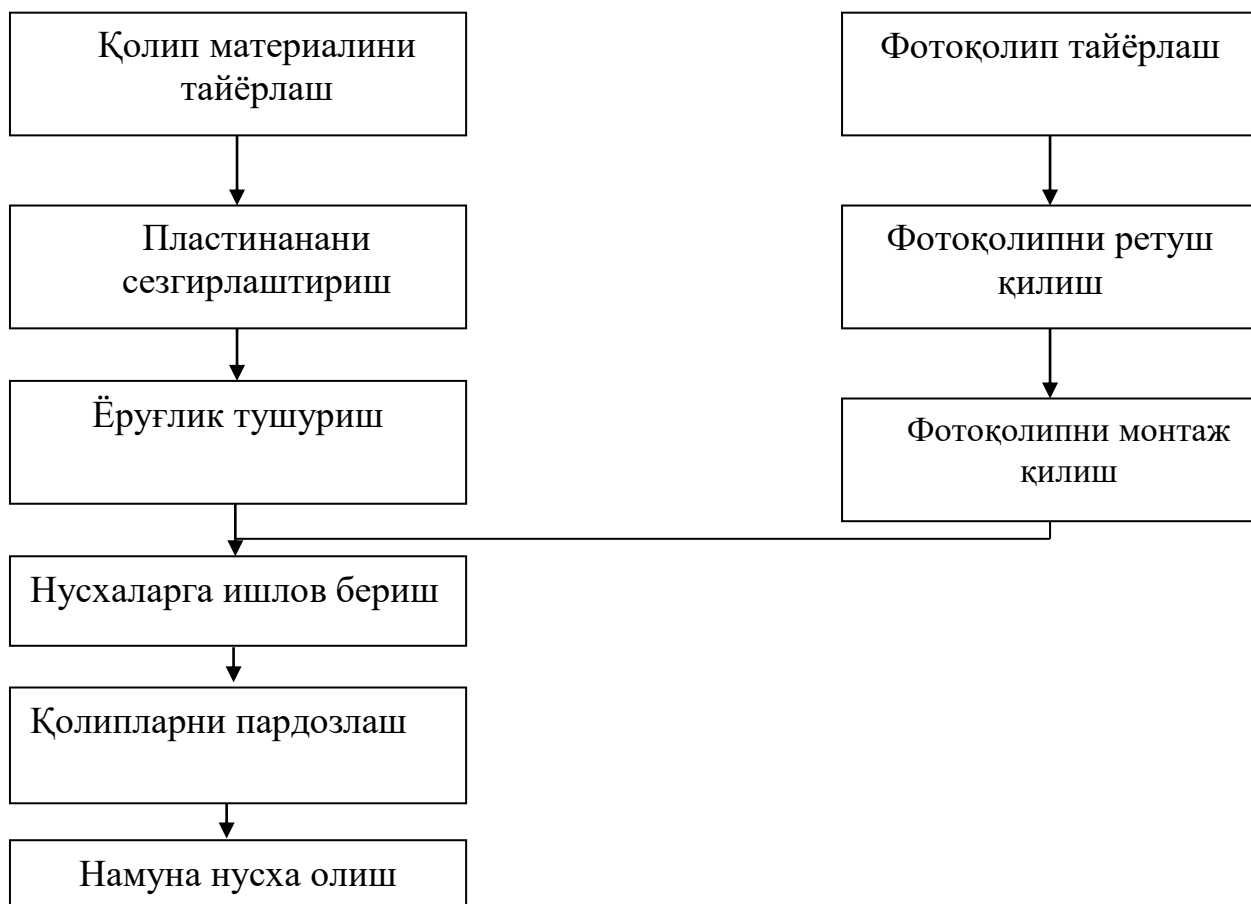 Қолип материалини
тайёрлаш
Фотоқолип тайёрлаш
Пластинанани
сезгирлаштириш
Фотоқолипни ретуш
қилиш
Ёруғлик тушуриш
Фотоқолипни монтаж
қилиш
Нусхаларга ишлов бериш
Қолипларни пардозлаш
Намуна нусха олиш